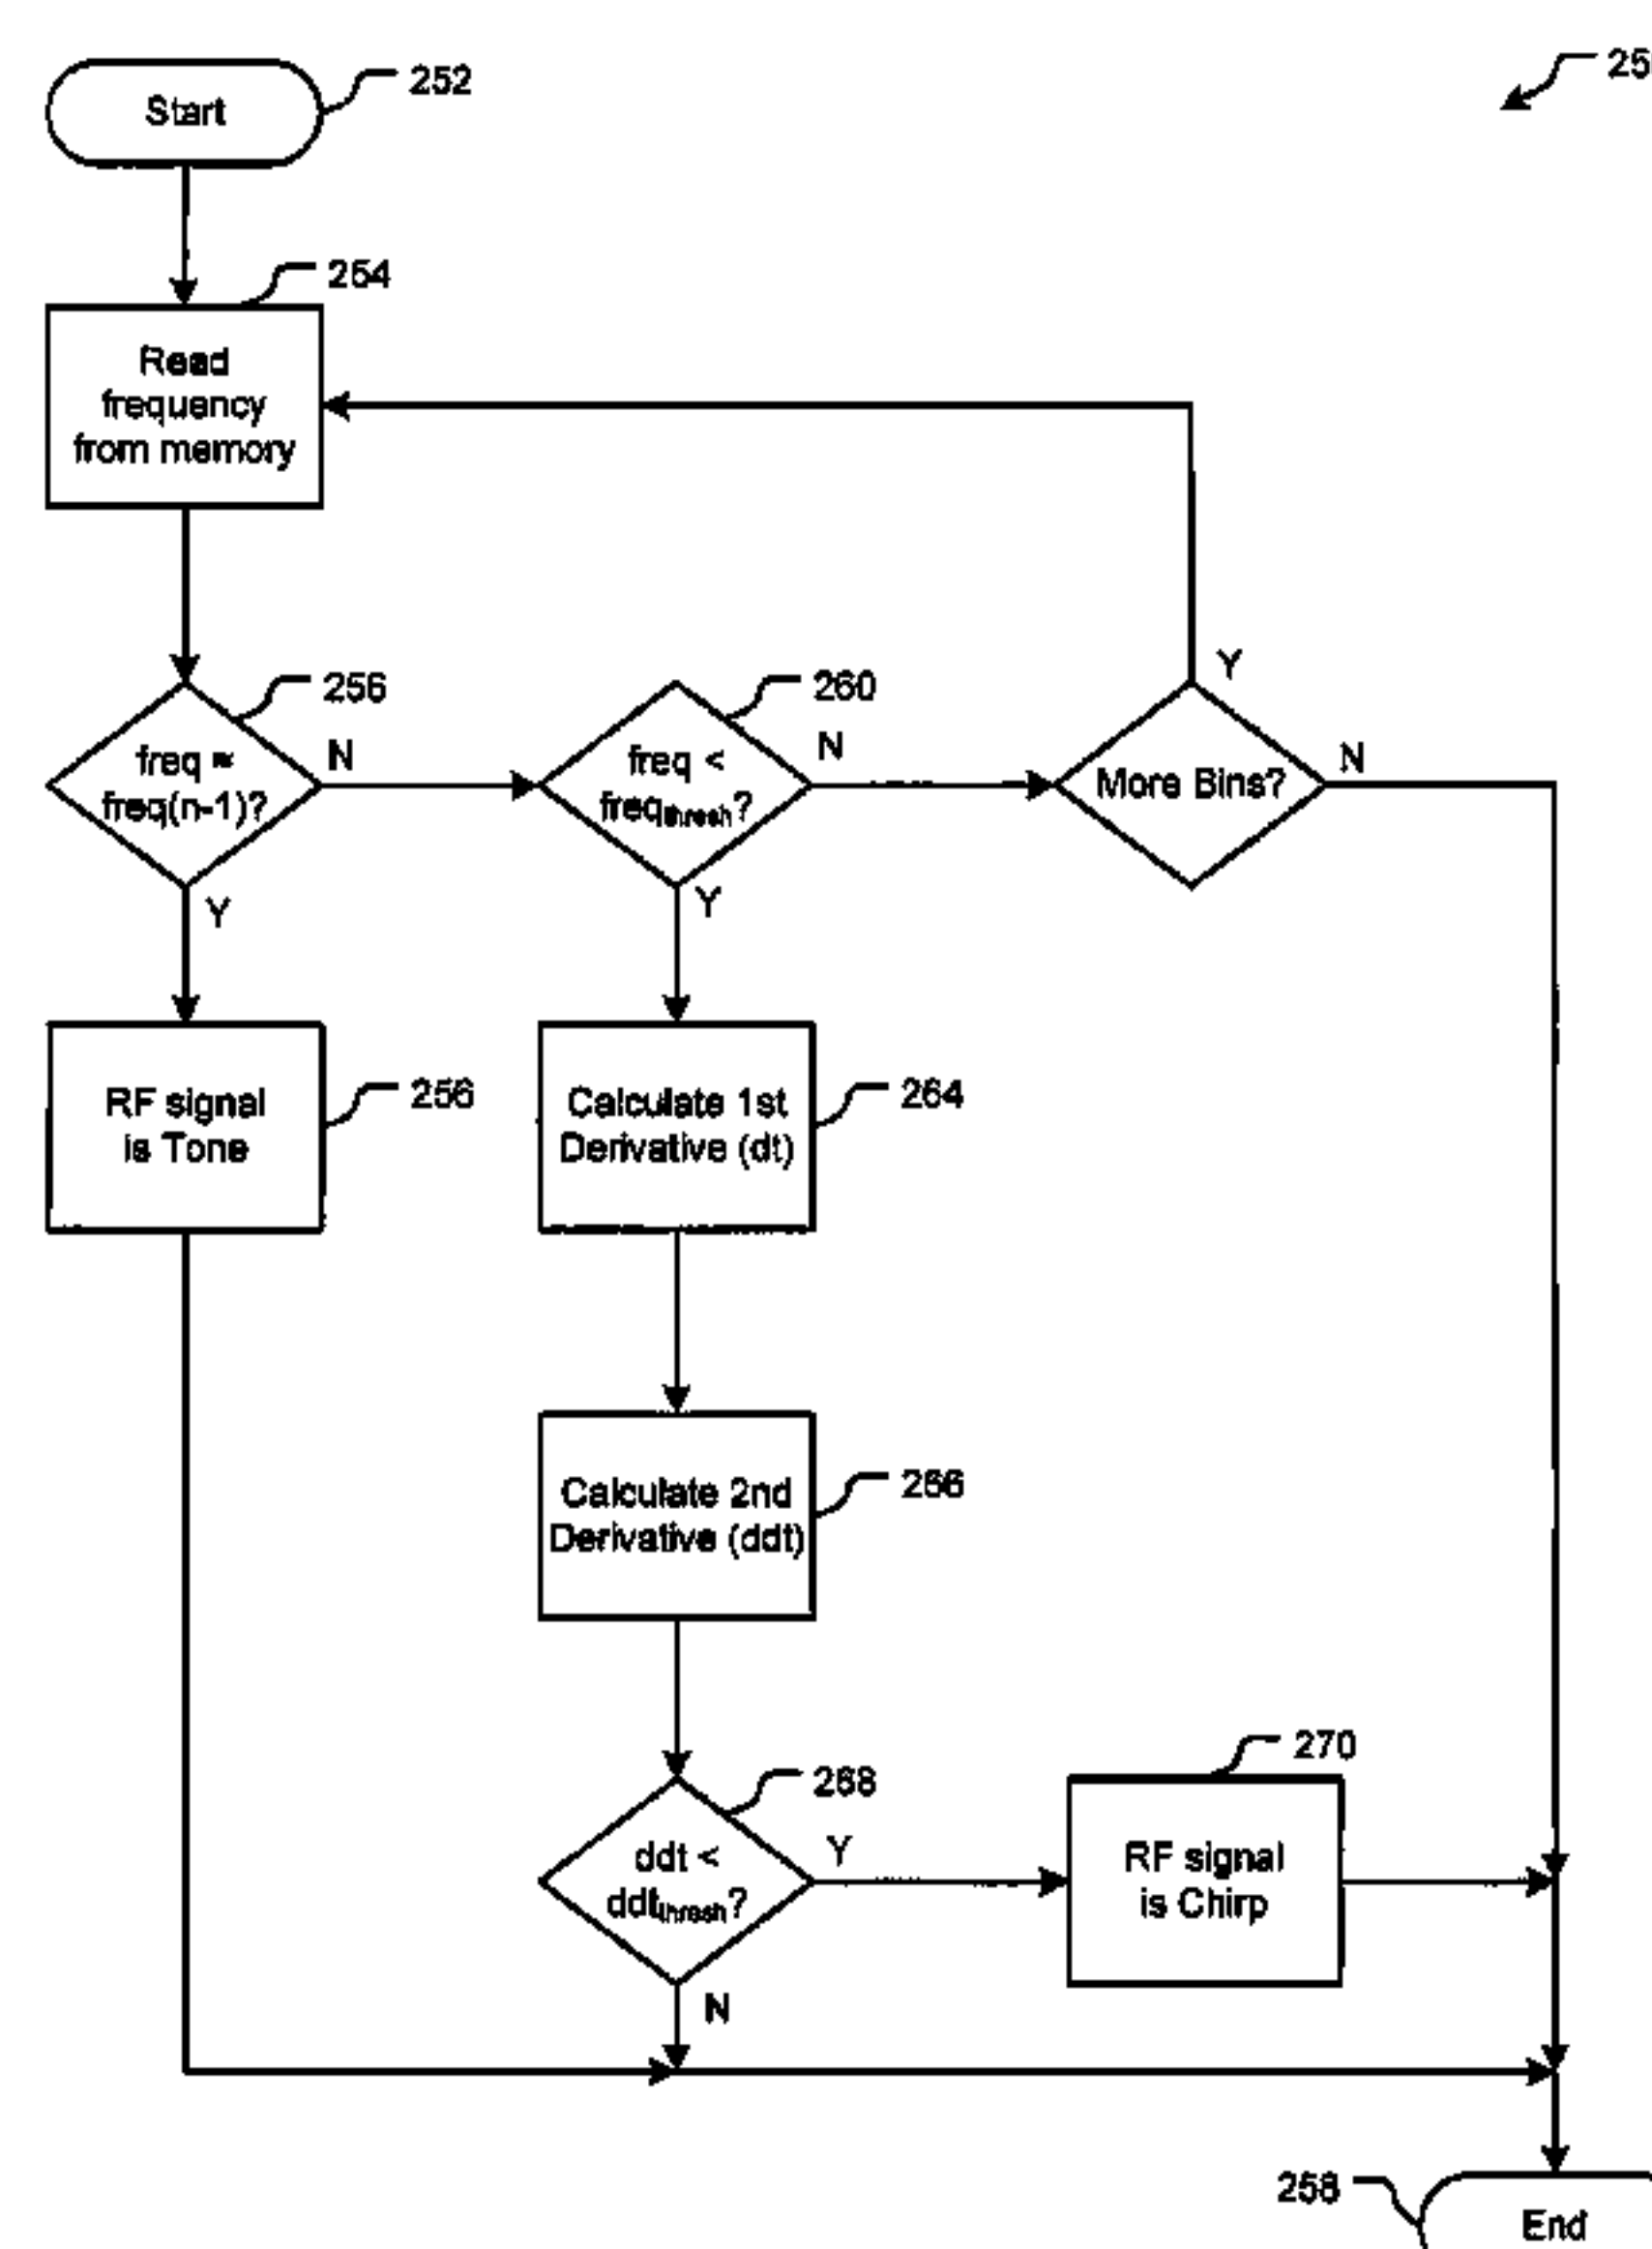 Start
252
25
254
Read
frequency
from memory
256
freq ≈
freq(n-1)?
N
Y
260
freq <
freqthresh?
N
Y
More Bins?
Y
N
RF signal
is Tone
256
Calculate 1st
Derivative (dt)
264
Calculate 2nd
Derivative (ddt)
266
268
ddt <
ddtthresh?
Y
N
270
RF signal
is Chirp
258
End